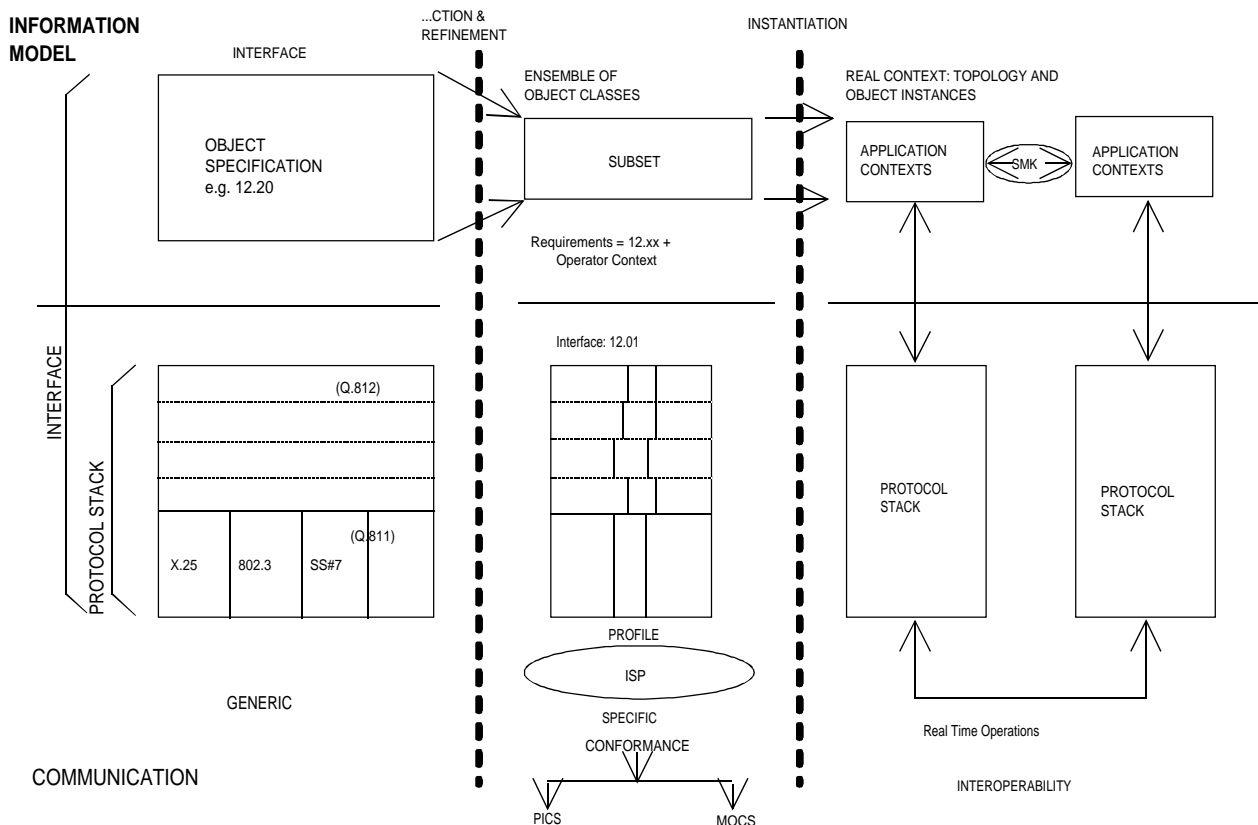 INFORMATION
MODEL
...CTION &
REFINEMENT
INSTANTIATION
INTERFACE
OBJECT
SPECIFICATION
e.g. 12.20
ENSEMBLE OF
OBJECT CLASSES
SUBSET
Requirements = 12.xx +
Operator Context
REAL CONTEXT: TOPOLOGY AND
OBJECT INSTANCES
APPLICATION
CONTEXTS
SMK
APPLICATION
CONTEXTS
INTERFACE
PROTOCOL STACK
(Q.812)
(Q.811)
X.25
802.3
SS#7
GENERIC
COMMUNICATION
Interface: 12.01
PROFILE
ISP
SPECIFIC
CONFORMANCE
PICS
MOCS
PROTOCOL
STACK
PROTOCOL
STACK
Real Time Operations
INTEROPERABILITY